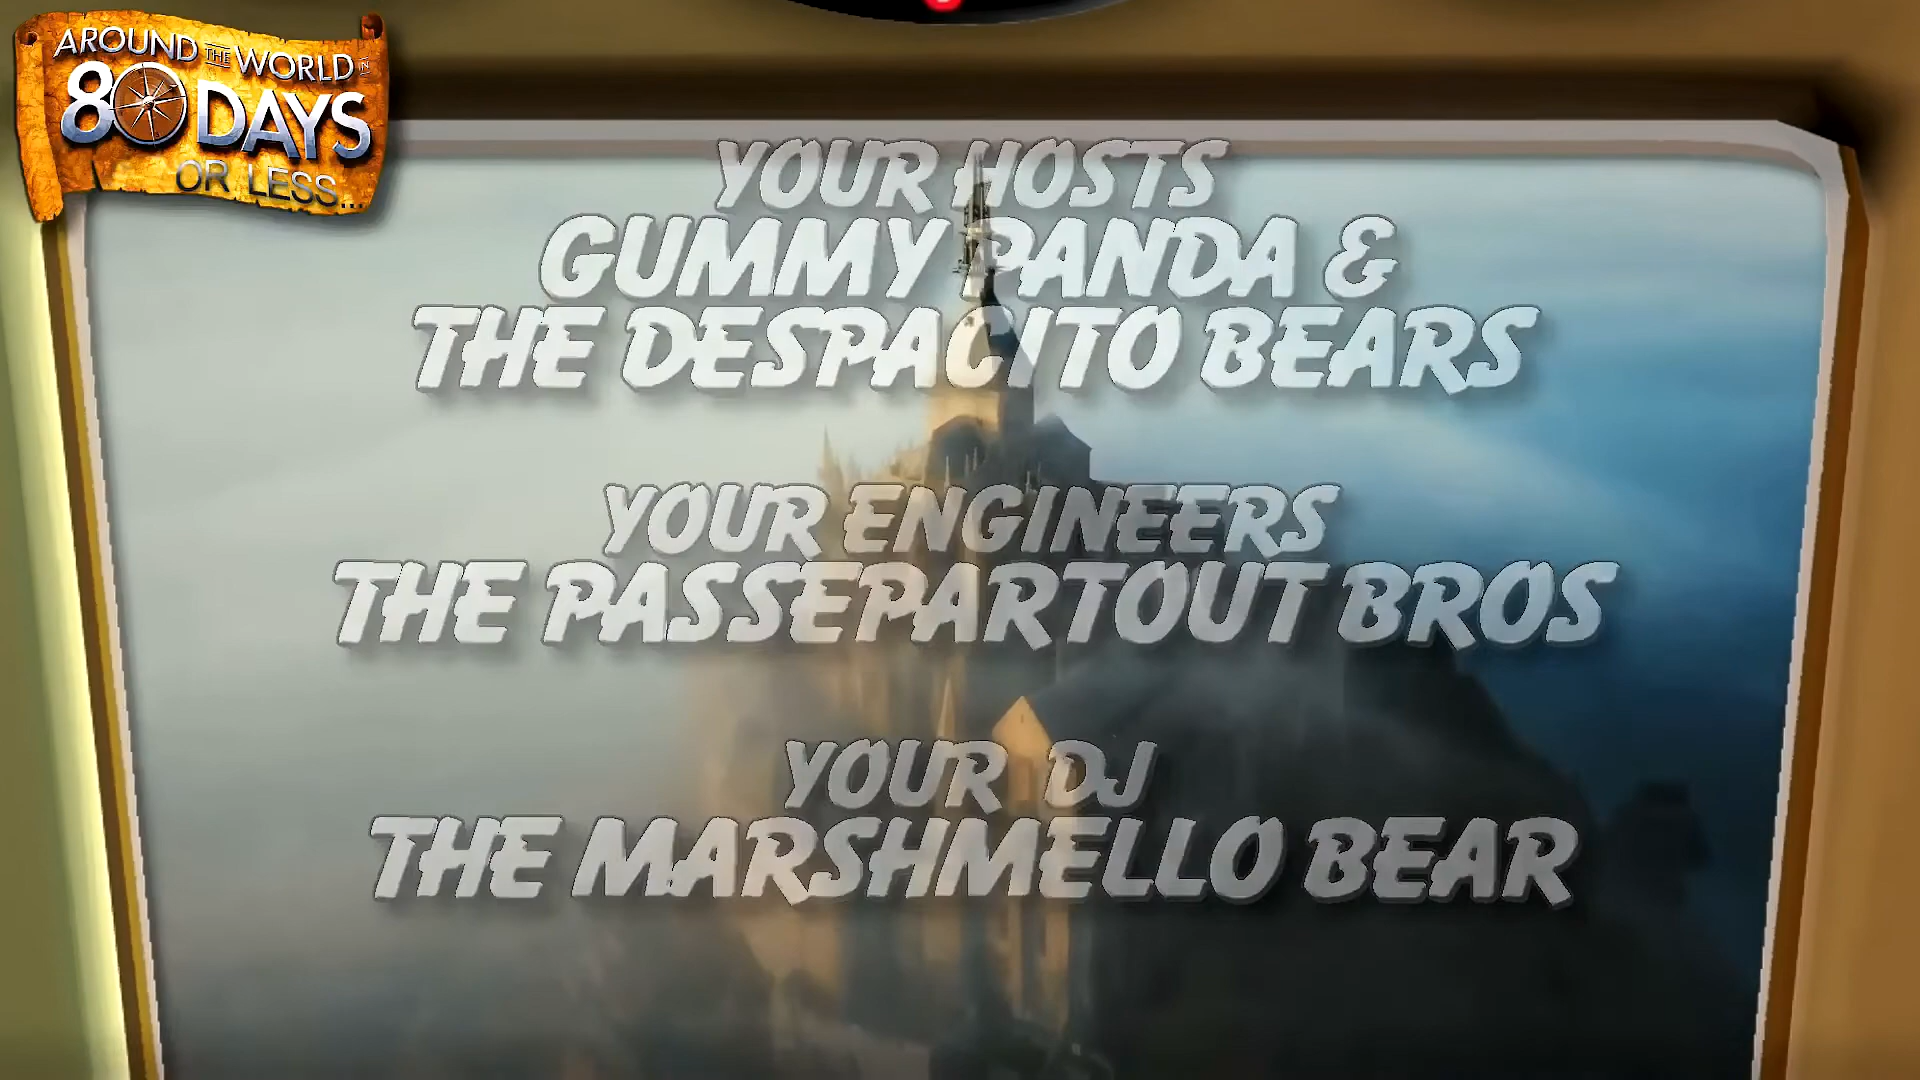 AROUND THE WORLD IN
80 DAYS
OR LESS...
YOUR HOSTS
GUMMY PANDA &
THE DESPACITO BEARS
YOUR ENGINEERS
THE PASSEPARTOUT BROS
YOUR DJ
THE MARSHMELLO BEAR